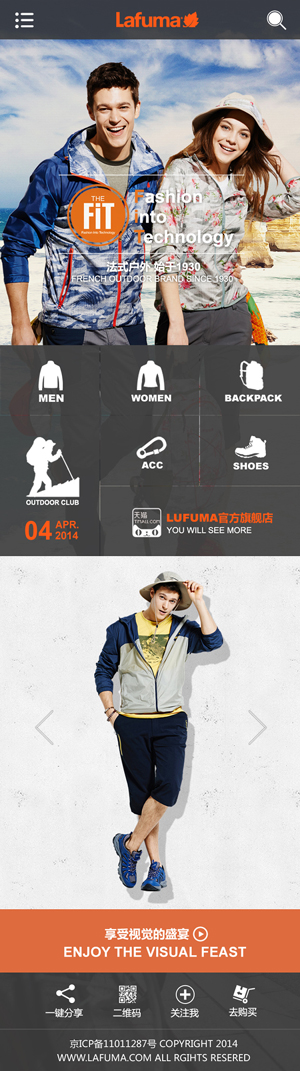 Lafuma
THE
FiT
Fashion Into Technology
Fashion
Into
Technology
法式户外 始于1930
FRENCH OUTDOOR BRAND SINCE 1930
MEN
WOMEN
BACKPACK
OUTDOOR CLUB
ACC
SHOES
04 APR.
2014
天猫
TMALL.COM
LUFUMA官方旗舰店
YOU WILL SEE MORE
享受视觉的盛宴
ENJOY THE VISUAL FEAST
一键分享
二维码
关注我
去购买
京ICP备11011287号 COPYRIGHT 2014
WWW.LAFUMA.COM ALL RIGHTS RESERED